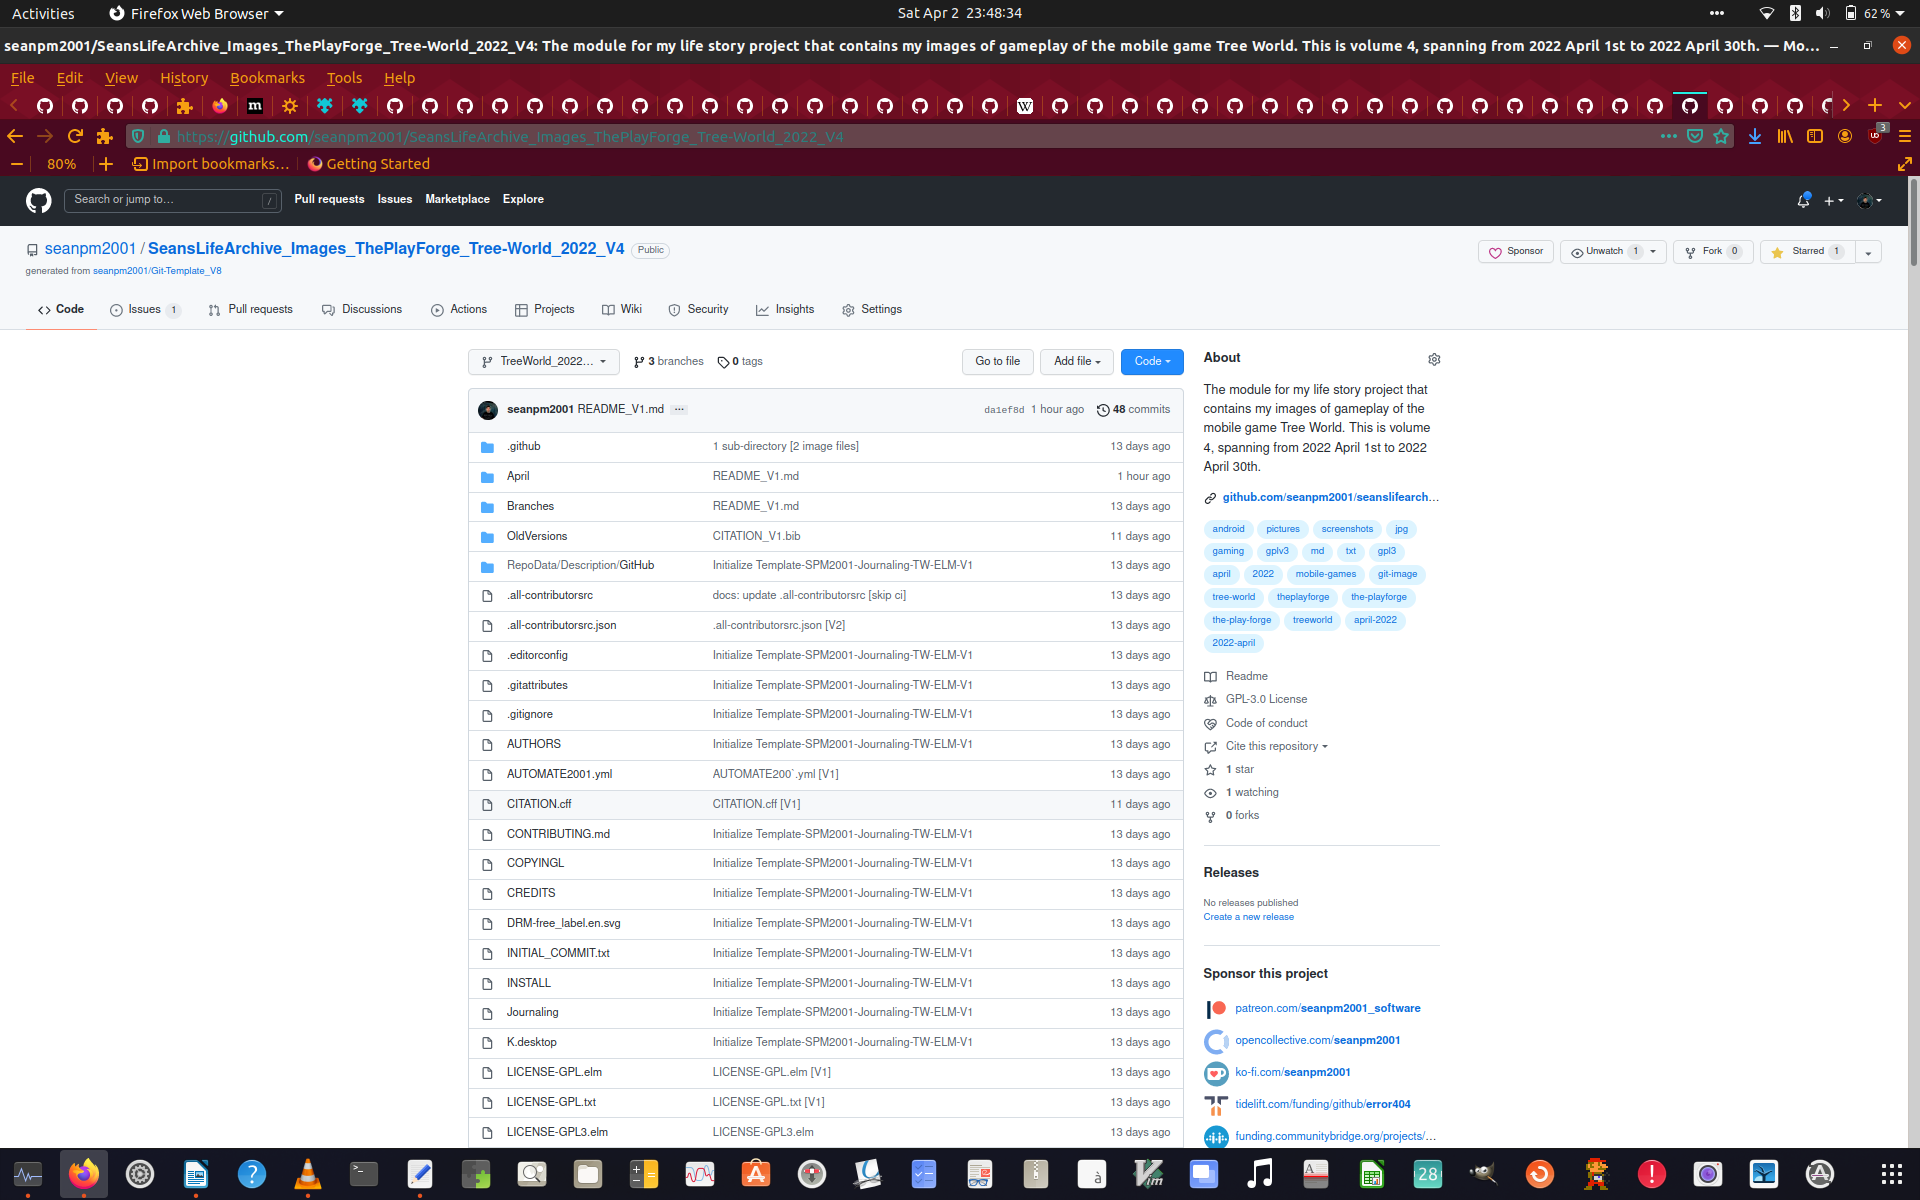 Activities Firefox Web Browser Sat Apr 2 23:48:34 62 %
seanpm2001/SeansLifeArchive_Images_ThePlayForge_Tree-World_2022_V4: The module for my life story project that contains my images of gameplay of the mobile game Tree World. This is volume 4, spanning from 2022 April 1st to 2022 April 30th. — Mo...
File Edit View History Bookmarks Tools Help
https://github.com/seanpm2001/SeansLifeArchive_Images_ThePlayForge_Tree-World_2022_V4 3
80% Import bookmarks... Getting Started
Search or jump to... / Pull requests Issues Marketplace Explore
seanpm2001 / SeansLifeArchive_Images_ThePlayForge_Tree-World_2022_V4 Public
Sponsor Unwatch 1 Fork 0 Starred 1
generated from seanpm2001/Git-Template_V8
Code Issues 1 Pull requests Discussions Actions Projects Wiki Security Insights Settings
TreeWorld_2022... 3 branches 0 tags Go to file Add file Code
seanpm2001 README_V1.md ... da1ef8d 1 hour ago 48 commits
.github 1 sub-directory [2 image files] 13 days ago
April README_V1.md 1 hour ago
Branches README_V1.md 13 days ago
OldVersions CITATION_V1.bib 11 days ago
RepoData/Description/GitHub Initialize Template-SPM2001-Journaling-TW-ELM-V1 13 days ago
.all-contributorsrc docs: update .all-contributorsrc [skip ci] 13 days ago
.all-contributorsrc.json .all-contributorsrc.json [V2] 13 days ago
.editorconfig Initialize Template-SPM2001-Journaling-TW-ELM-V1 13 days ago
.gitattributes Initialize Template-SPM2001-Journaling-TW-ELM-V1 13 days ago
.gitignore Initialize Template-SPM2001-Journaling-TW-ELM-V1 13 days ago
AUTHORS Initialize Template-SPM2001-Journaling-TW-ELM-V1 13 days ago
AUTOMATE2001.yml AUTOMATE200`.yml [V1] 13 days ago
CITATION.cff CITATION.cff [V1] 11 days ago
CONTRIBUTING.md Initialize Template-SPM2001-Journaling-TW-ELM-V1 13 days ago
COPYINGL Initialize Template-SPM2001-Journaling-TW-ELM-V1 13 days ago
CREDITS Initialize Template-SPM2001-Journaling-TW-ELM-V1 13 days ago
DRM-free_label.en.svg Initialize Template-SPM2001-Journaling-TW-ELM-V1 13 days ago
INITIAL_COMMIT.txt Initialize Template-SPM2001-Journaling-TW-ELM-V1 13 days ago
INSTALL Initialize Template-SPM2001-Journaling-TW-ELM-V1 13 days ago
Journaling Initialize Template-SPM2001-Journaling-TW-ELM-V1 13 days ago
K.desktop Initialize Template-SPM2001-Journaling-TW-ELM-V1 13 days ago
LICENSE-GPL.elm LICENSE-GPL.elm [V1] 13 days ago
LICENSE-GPL.txt LICENSE-GPL.txt [V1] 13 days ago
LICENSE-GPL3.elm LICENSE-GPL3.elm 13 days ago
About
The module for my life story project that
contains my images of gameplay of the
mobile game Tree World. This is volume
4, spanning from 2022 April 1st to 2022
April 30th.
github.com/seanpm2001/seanslifearch...
android pictures screenshots jpg
gaming gplv3 md txt gpl3
april 2022 mobile-games git-image
tree-world theplayforge the-playforge
the-play-forge treeworld april-2022
2022-april
Readme
GPL-3.0 License
Code of conduct
Cite this repository
1 star
1 watching
0 forks
Releases
No releases published
Create a new release
Sponsor this project
patreon.com/seanpm2001_software
opencollective.com/seanpm2001
ko-fi.com/seanpm2001
tidelift.com/funding/github/error404
funding.communitybridge.org/projects/...
28